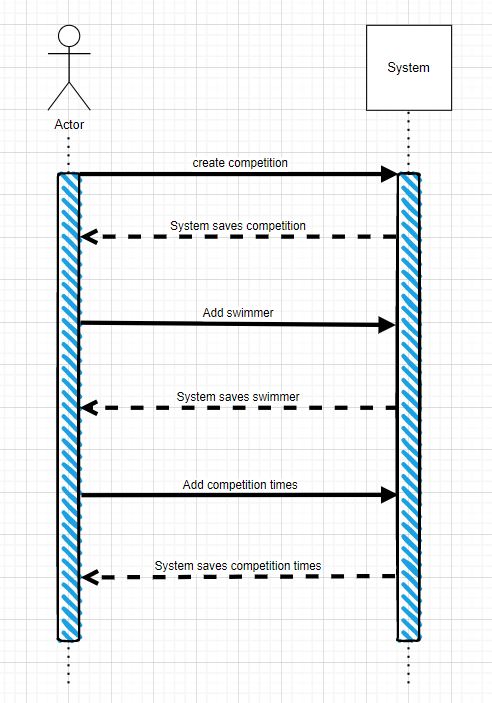 System
Actor
create competition
System saves competition
Add swimmer
System saves swimmer
Add competition times
System saves competition times